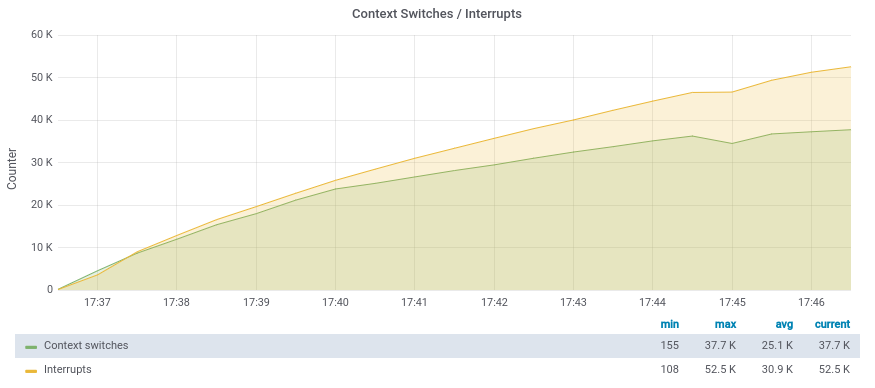 Context Switches / Interrupts
60 K
50 K
40 K
30 K
20 K
10 K
0
Counter
17:37 17:38 17:39 17:40 17:41 17:42 17:43 17:44 17:45 17:46
min max avg current
Context switches 155 37.7 K 25.1 K 37.7 K
Interrupts 108 52.5 K 30.9 K 52.5 K